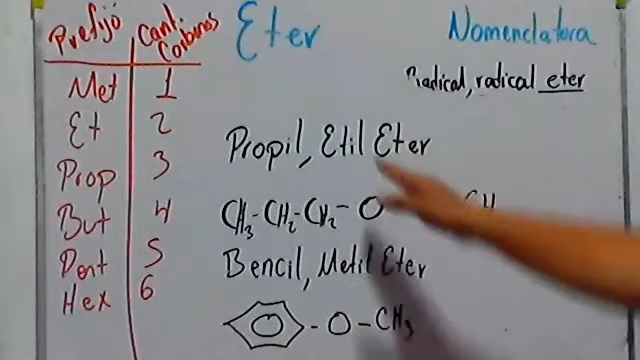 Prefijo Cant. Carbonos
Met 1
Et 2
Prop 3
But 4
Pent 5
Hex 6
Eter
Nomenclatura
Radical, radical eter
Propil, Etil Eter
CH3-CH2-CH2-O
Bencil, Metil Eter
-O-CH3